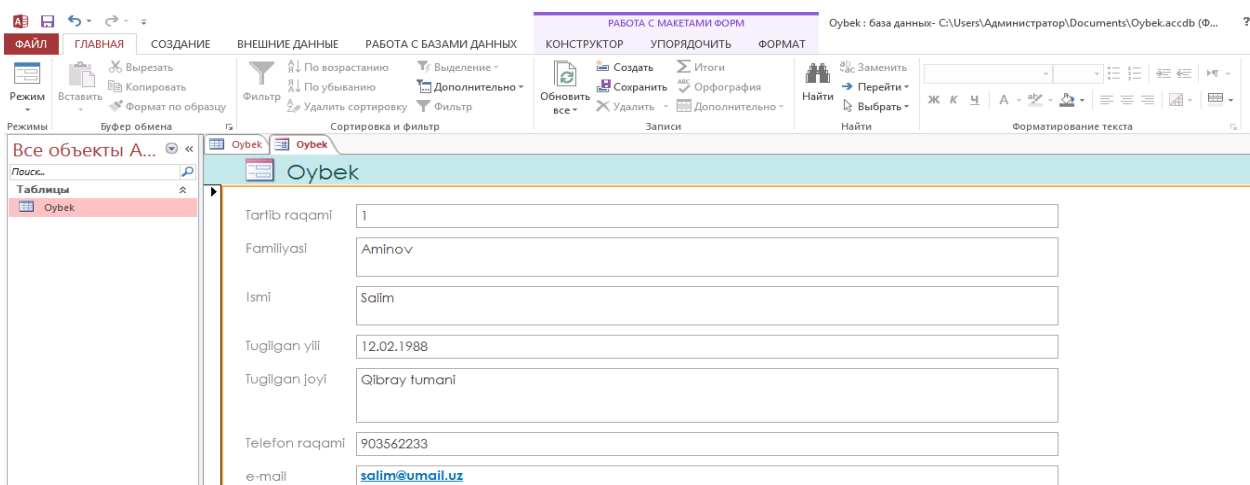 РАБОТА С МАКЕТАМИ ФОРМ
Oybek : база данных- C:\Users\Администратор\Documents\Oybek.accdb (Ф... ?
ФАЙЛ ГЛАВНАЯ СОЗДАНИЕ ВНЕШНИЕ ДАННЫЕ РАБОТА С БАЗАМИ ДАННЫХ КОНСТРУКТОР УПОРЯДОЧИТЬ ФОРМАТ
Режим
Вставить
Вырезать
Копировать
Формат по образцу
Фильтр
По возрастанию
По убыванию
Удалить сортировку
Выделение
Дополнительно
Фильтр
Обновить
все
Создать
Сохранить
Удалить
Итоги
Орфография
Дополнительно
Найти
Заменить
Перейти
Выбрать
Ж К Ч А
Режимы Буфер обмена Сортировка и фильтр Записи Найти Форматирование текста
Все объекты A...
Поиск...
Таблицы
Oybek
Oybek Oybek
Oybek
Tartib raqami 1
Familiyasi Aminov
Ismi Salim
Tugilgan yili 12.02.1988
Tugilgan joyi Qibray tumani
Telefon raqami 903562233
e-mail salim@umail.uz